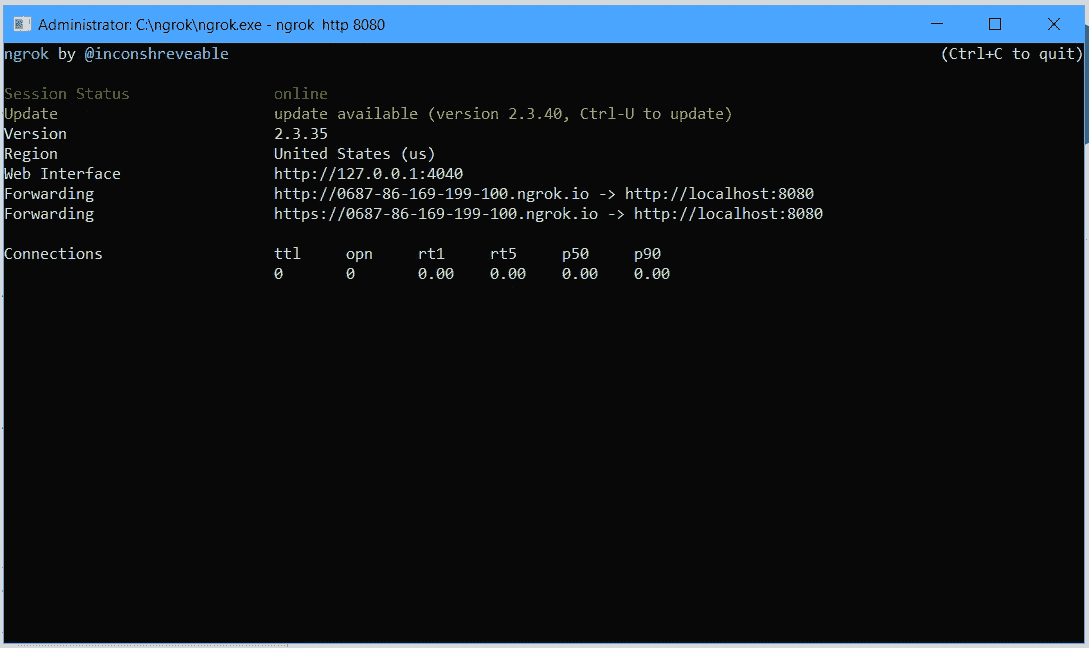 Administrator: C:\ngrok\ngrok.exe - ngrok http 8080
ngrok by @inconshreveable (Ctrl+C to quit)
Session Status online
Update update available (version 2.3.40, Ctrl-U to update)
Version 2.3.35
Region United States (us)
Web Interface http://127.0.0.1:4040
Forwarding http://0687-86-169-199-100.ngrok.io -> http://localhost:8080
Forwarding https://0687-86-169-199-100.ngrok.io -> http://localhost:8080
Connections ttl opn rt1 rt5 p50 p90
0 0 0.00 0.00 0.00 0.00